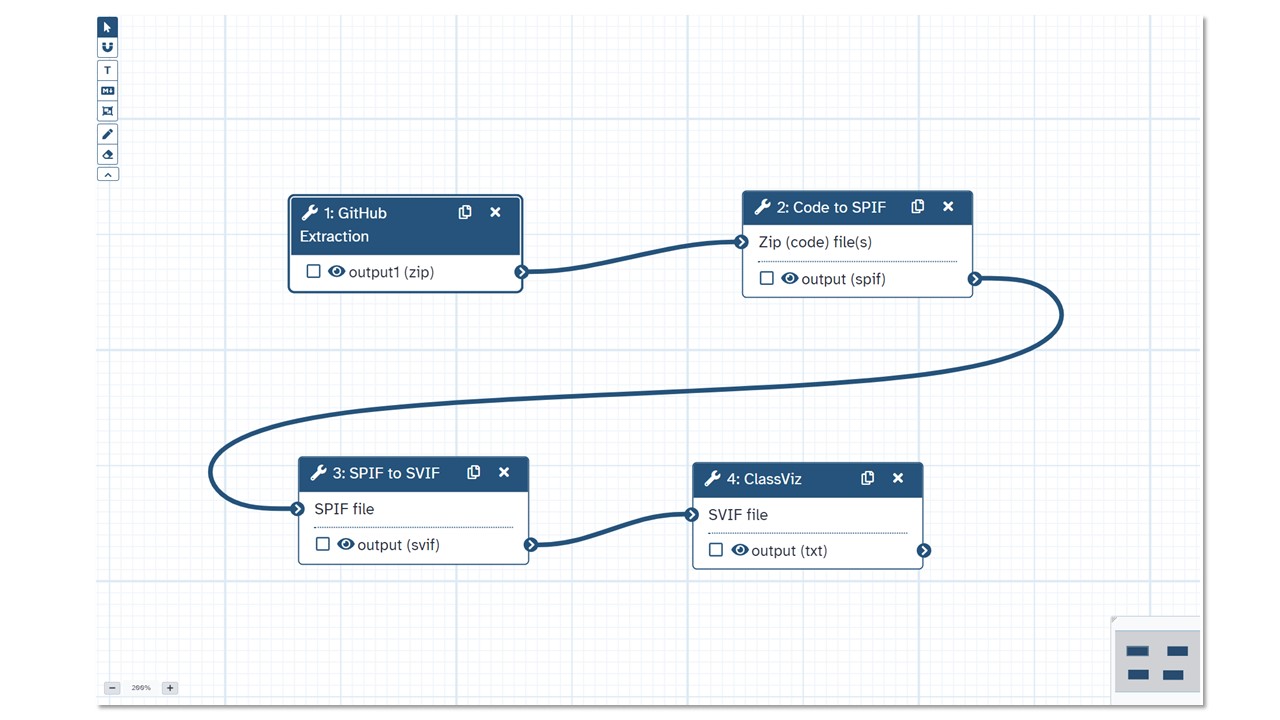 T
M
1: GitHub
Extraction
output1 (zip)
2: Code to SPIF
Zip (code) file(s)
output (spif)
3: SPIF to SVIF
SPIF file
output (svif)
4: ClassViz
SVIF file
output (txt)
200%